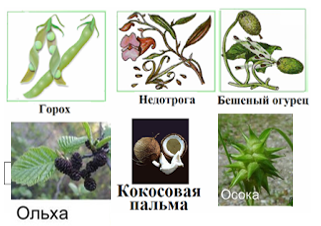 Горох
Недотрога
Бешеный огурец
Ольха
Кокосовая
пальма
Осока